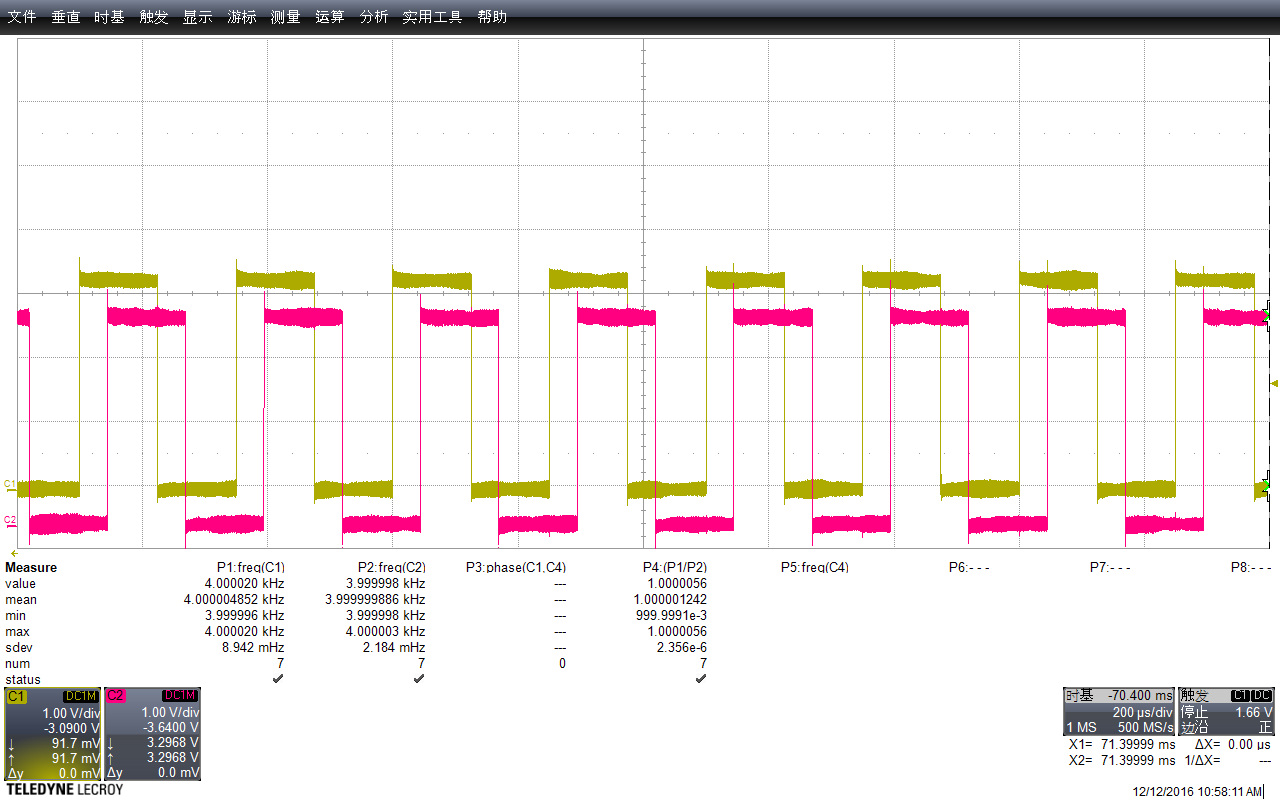 文件 垂直 时基 触发 显示 游标 测量 运算 分析 实用工具 帮助
C1
C2
Measure P1:freq(C1) P2:freq(C2) P3:phase(C1,C4) P4:(P1/P2) P5:freq(C4) P6:- - - P7:- - - P8:- - -
value 4.000020 kHz 3.999998 kHz --- 1.0000056
mean 4.000004852 kHz 3.999999886 kHz --- 1.000001242
min 3.999996 kHz 3.999998 kHz --- 999.9991e-3
max 4.000020 kHz 4.000003 kHz --- 1.0000056
sdev 8.942 mHz 2.184 mHz --- 2.356e-6
num 7 7 0 7
status ✓ ✓ ✓
C1 DC1M C2 DC1M 时基 -70.400 ms 触发 C1 DC
1.00 V/div 1.00 V/div 200 µs/div 停止 1.66 V
-3.0900 V -3.6400 V 1 MS 500 MS/s 边沿 正
↓ 91.7 mV ↓ 3.2968 V X1= 71.39999 ms ΔX= 0.00 µs
↑ 91.7 mV ↑ 3.2968 V X2= 71.39999 ms 1/ΔX= ---
Δy 0.0 mV Δy 0.0 mV
TELEDYNE LECROY 12/12/2016 10:58:11 AM